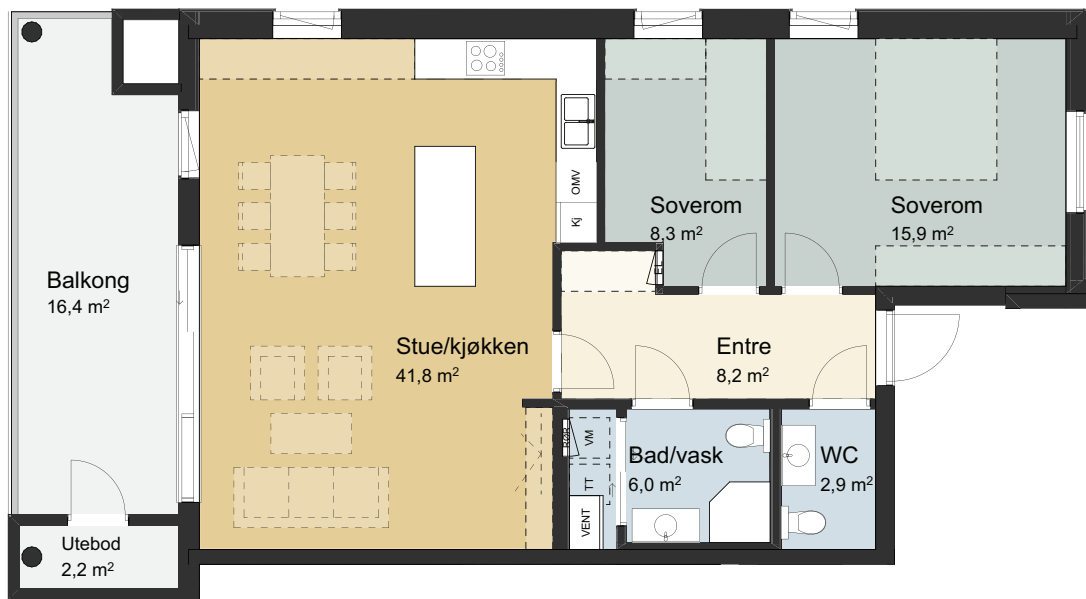 OMV
Kj
Soverom
8,3 m²
Soverom
15,9 m²
EL
Balkong
16,4 m²
Stue/kjøkken
41,8 m²
Entre
8,2 m²
RØR
VM
TT
VENT
Bad/vask
6,0 m²
WC
2,9 m²
Utebod
2,2 m²